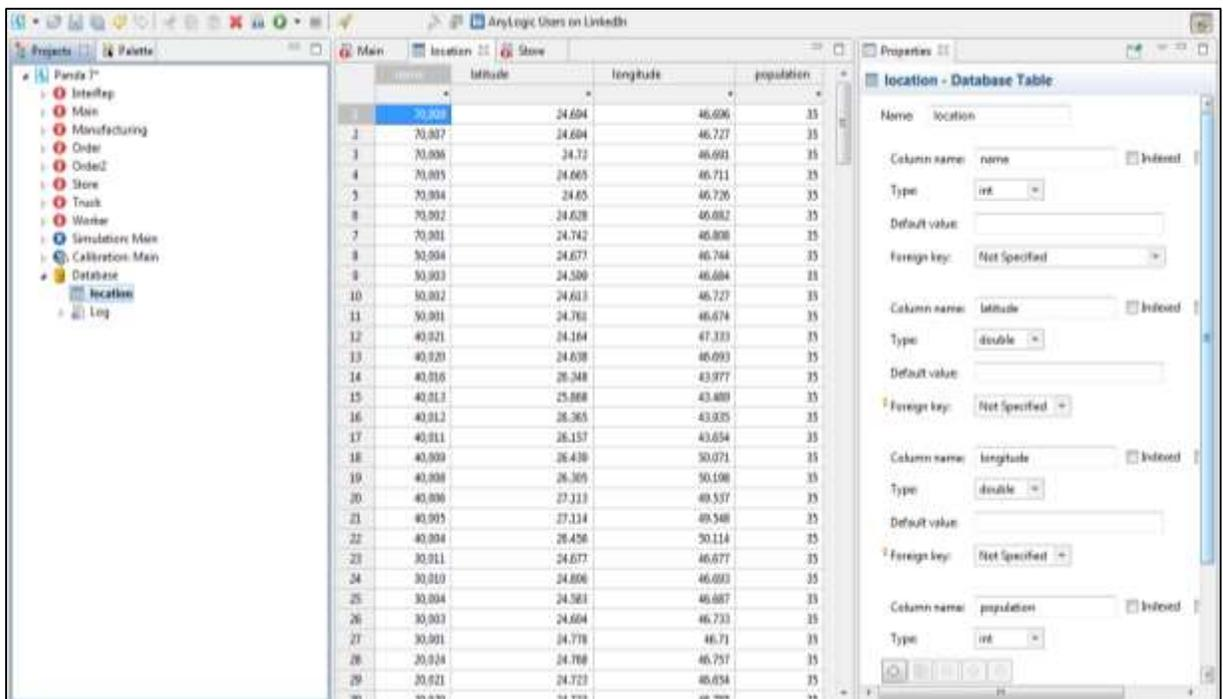 AnyLogic Users on LinkedIn
Projects Palette
Panda 7*
Main
Manufacturing
Order
Order2
Store
Truck
Worker
Simulation: Main
Calibration: Main
Database
location
Log
Main location Store
latitude longitude population
24.694 46.696 35
2 70,007 24.694 46.727 35
3 70,006 24.72 46.691 35
4 70,005 24.665 46.711 35
5 70,004 24.65 46.726 35
6 70,002 24.628 46.682 35
7 70,001 24.742 46.808 35
8 50,004 24.677 46.744 35
9 50,003 24.599 46.684 35
10 50,002 24.613 46.727 35
11 50,001 24.761 46.674 35
12 40,021 24.164 47.333 35
13 40,020 24.638 46.693 35
14 40,016 26.348 43.977 35
15 40,013 25.868 35
16 40,012 26.365 43.935 35
17 40,011 26.157 43.654 35
18 40,009 26.439 50.071 35
19 40,008 26.305 50.198 35
20 40,006 27.113 49.537 35
21 40,005 27.114 49.548 35
22 40,004 26.456 50.114 35
23 30,011 24.677 46.677 35
24 30,010 24.806 46.693 35
25 30,004 24.583 46.687 35
26 30,003 24.604 46.733 35
27 30,001 24.778 46.71 35
28 20,024 24.768 46.757 35
29 20,021 24.723 46.654 35
Properties
location - Database Table
Name: location
Column name: name Indexed
Type: int
Default value:
Foreign key: Not Specified
Column name: latitude Indexed
Type: double
Default value:
Foreign key: Not Specified
Column name: longitude Indexed
Type: double
Default value:
Foreign key: Not Specified
Column name: population Indexed
Type: int